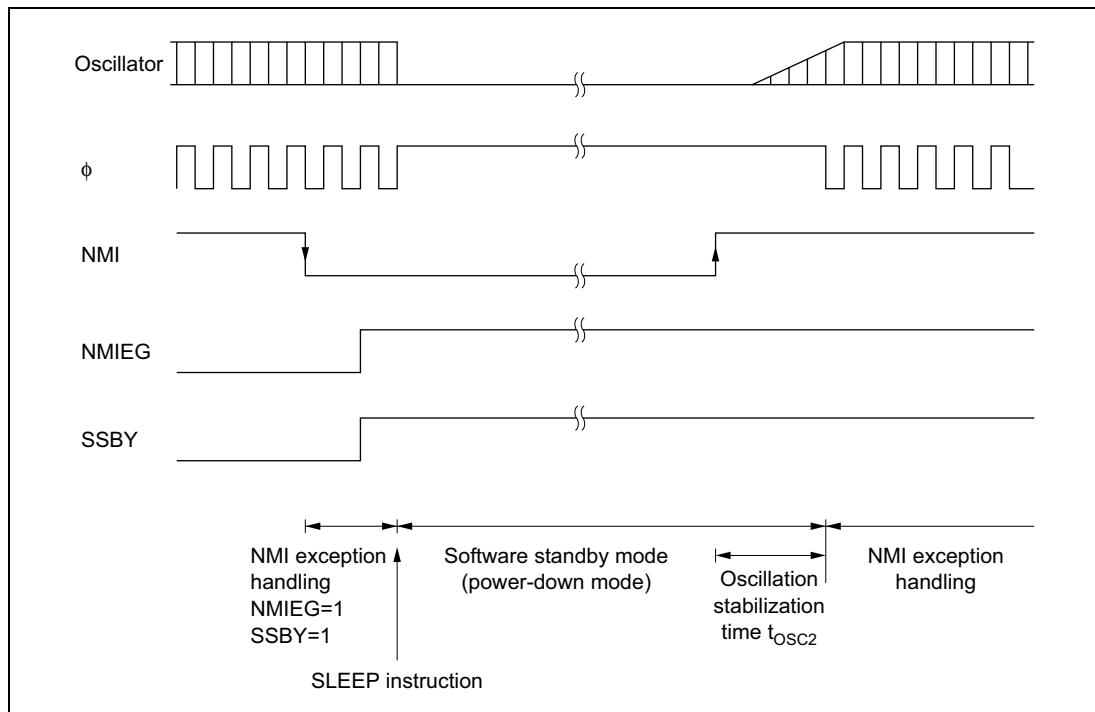 Oscillator
ϕ
NMI
NMIEG
SSBY
NMI exception
handling
NMIEG=1
SSBY=1
Software standby mode
(power-down mode)
Oscillation
stabilization
time tOSC2
NMI exception
handling
SLEEP instruction